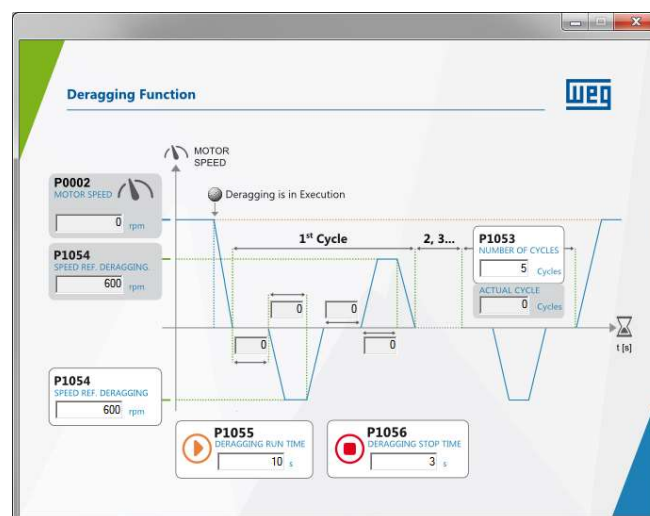 Deragging Function
WEG
MOTOR
SPEED
P0002
MOTOR SPEED
0 rpm
Deragging is in Execution
1st Cycle
2, 3...
P1053
NUMBER OF CYCLES
5 Cycles
ACTUAL CYCLE
0 Cycles
P1054
SPEED REF. DERAGGING
600 rpm
0
0
0
0
t [s]
P1054
SPEED REF. DERAGGING
600 rpm
P1055
DERAGGING RUN TIME
10 s
P1056
DERAGGING STOP TIME
3 s